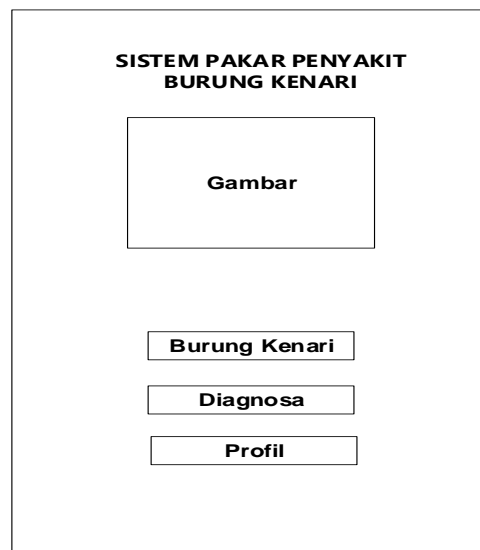 SISTEM PAKAR PENYAKIT
BURUNG KENARI
Gambar
Burung Kenari
Diagnosa
Profil